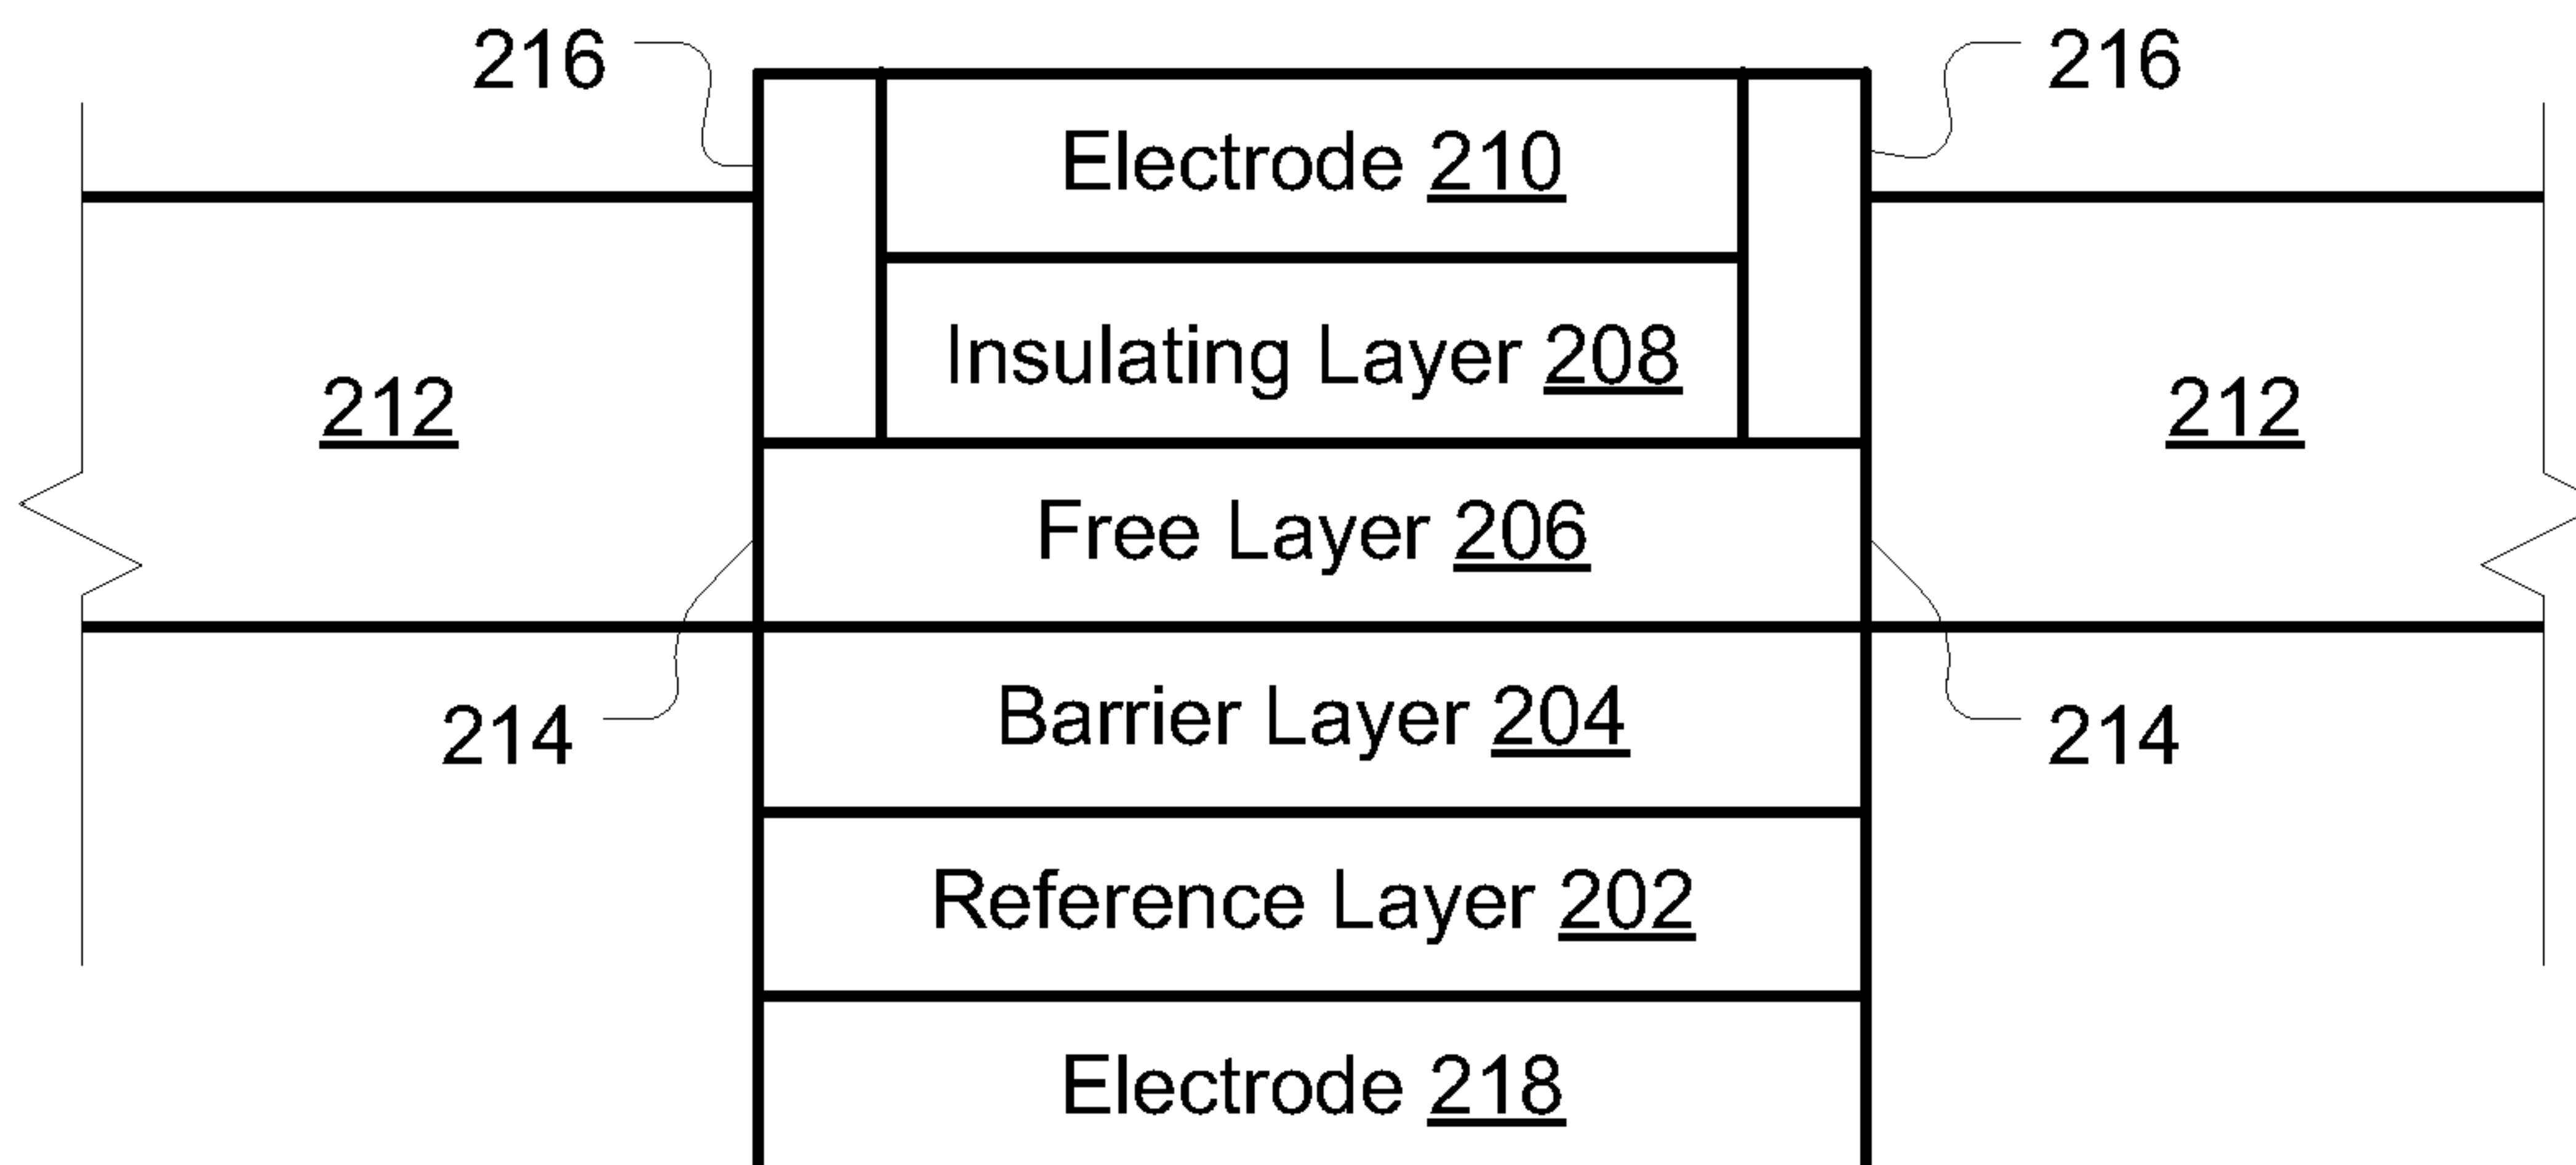 216
216
Electrode 210
Insulating Layer 208
212
212
Free Layer 206
Barrier Layer 204
214
214
Reference Layer 202
Electrode 218